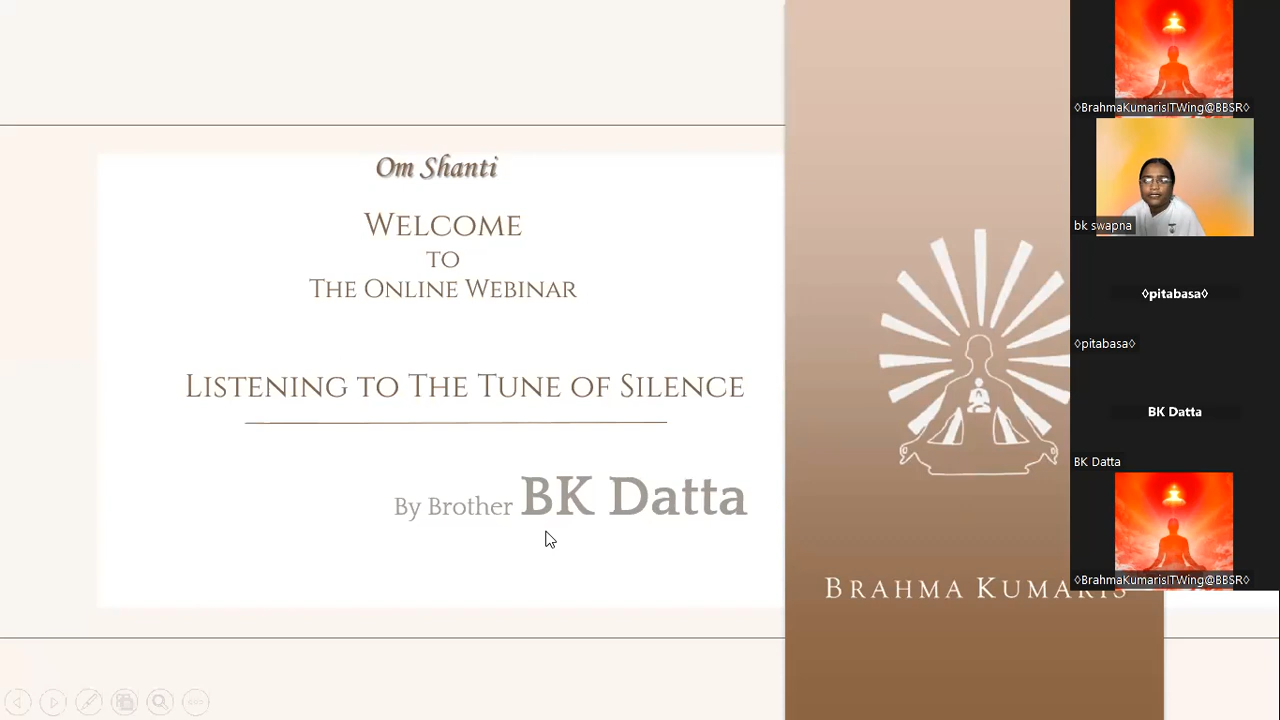 Om Shanti
WELCOME
TO
THE ONLINE WEBINAR
LISTENING TO THE TUNE OF SILENCE
By Brother BK Datta
BRAHMA KUMARIS
◊BrahmaKumarisITWing@BBSR◊
bk swapna
◊pitabasa◊
◊pitabasa◊
BK Datta
BK Datta
◊BrahmaKumarisITWing@BBSR◊